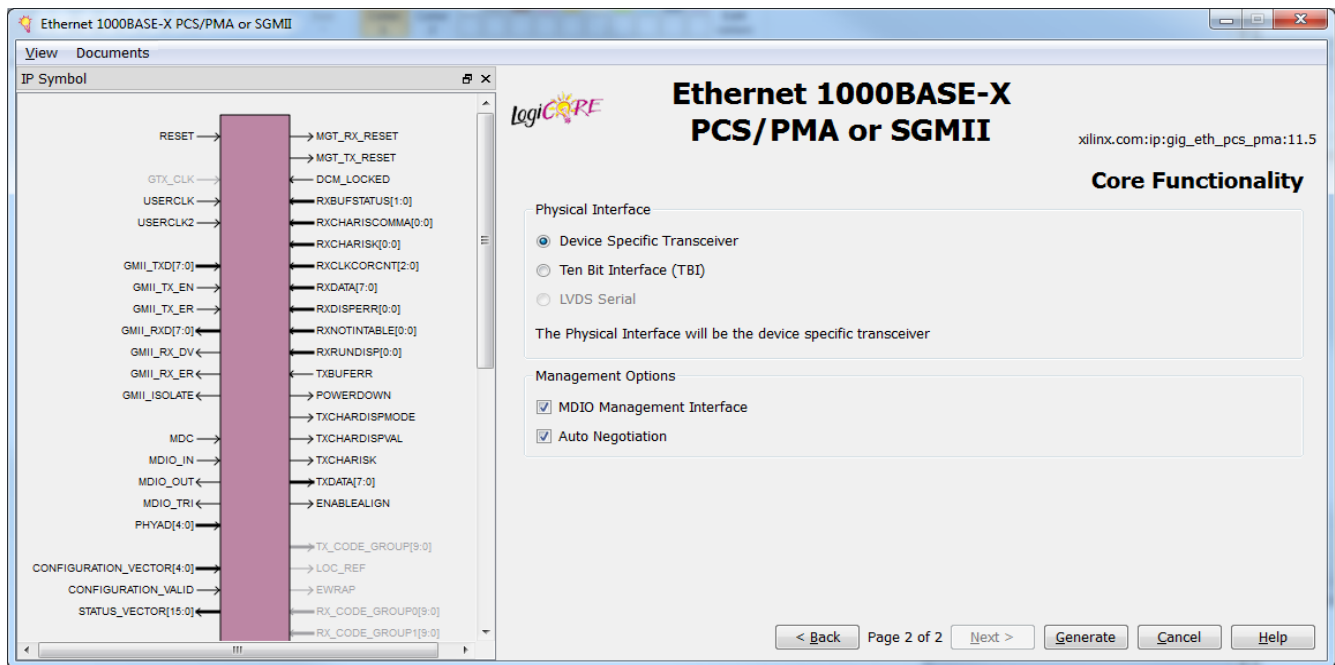 Ethernet 1000BASE-X PCS/PMA or SGMII
View Documents
IP Symbol
RESET
GTX_CLK
USERCLK
USERCLK2
GMII_TXD[7:0]
GMII_TX_EN
GMII_TX_ER
GMII_RXD[7:0]
GMII_RX_DV
GMII_RX_ER
GMII_ISOLATE
MDC
MDIO_IN
MDIO_OUT
MDIO_TRI
PHYAD[4:0]
CONFIGURATION_VECTOR[4:0]
CONFIGURATION_VALID
STATUS_VECTOR[15:0]
MGT_RX_RESET
MGT_TX_RESET
DCM_LOCKED
RXBUFSTATUS[1:0]
RXCHARISCOMMA[0:0]
RXCHARISK[0:0]
RXCLKCORCNT[2:0]
RXDATA[7:0]
RXDISPERR[0:0]
RXNOTINTABLE[0:0]
RXRUNDISP[0:0]
TXBUFERR
POWERDOWN
TXCHARDISPMODE
TXCHARDISPVAL
TXCHARISK
TXDATA[7:0]
ENABLEALIGN
TX_CODE_GROUP[9:0]
LOC_REF
EWRAP
RX_CODE_GROUP0[9:0]
RX_CODE_GROUP1[9:0]
LogiCORE
Ethernet 1000BASE-X
PCS/PMA or SGMII
xilinx.com:ip:gig_eth_pcs_pma:11.5
Core Functionality
Physical Interface
Device Specific Transceiver
Ten Bit Interface (TBI)
LVDS Serial
The Physical Interface will be the device specific transceiver
Management Options
MDIO Management Interface
Auto Negotiation
< Back Page 2 of 2 Next > Generate Cancel Help